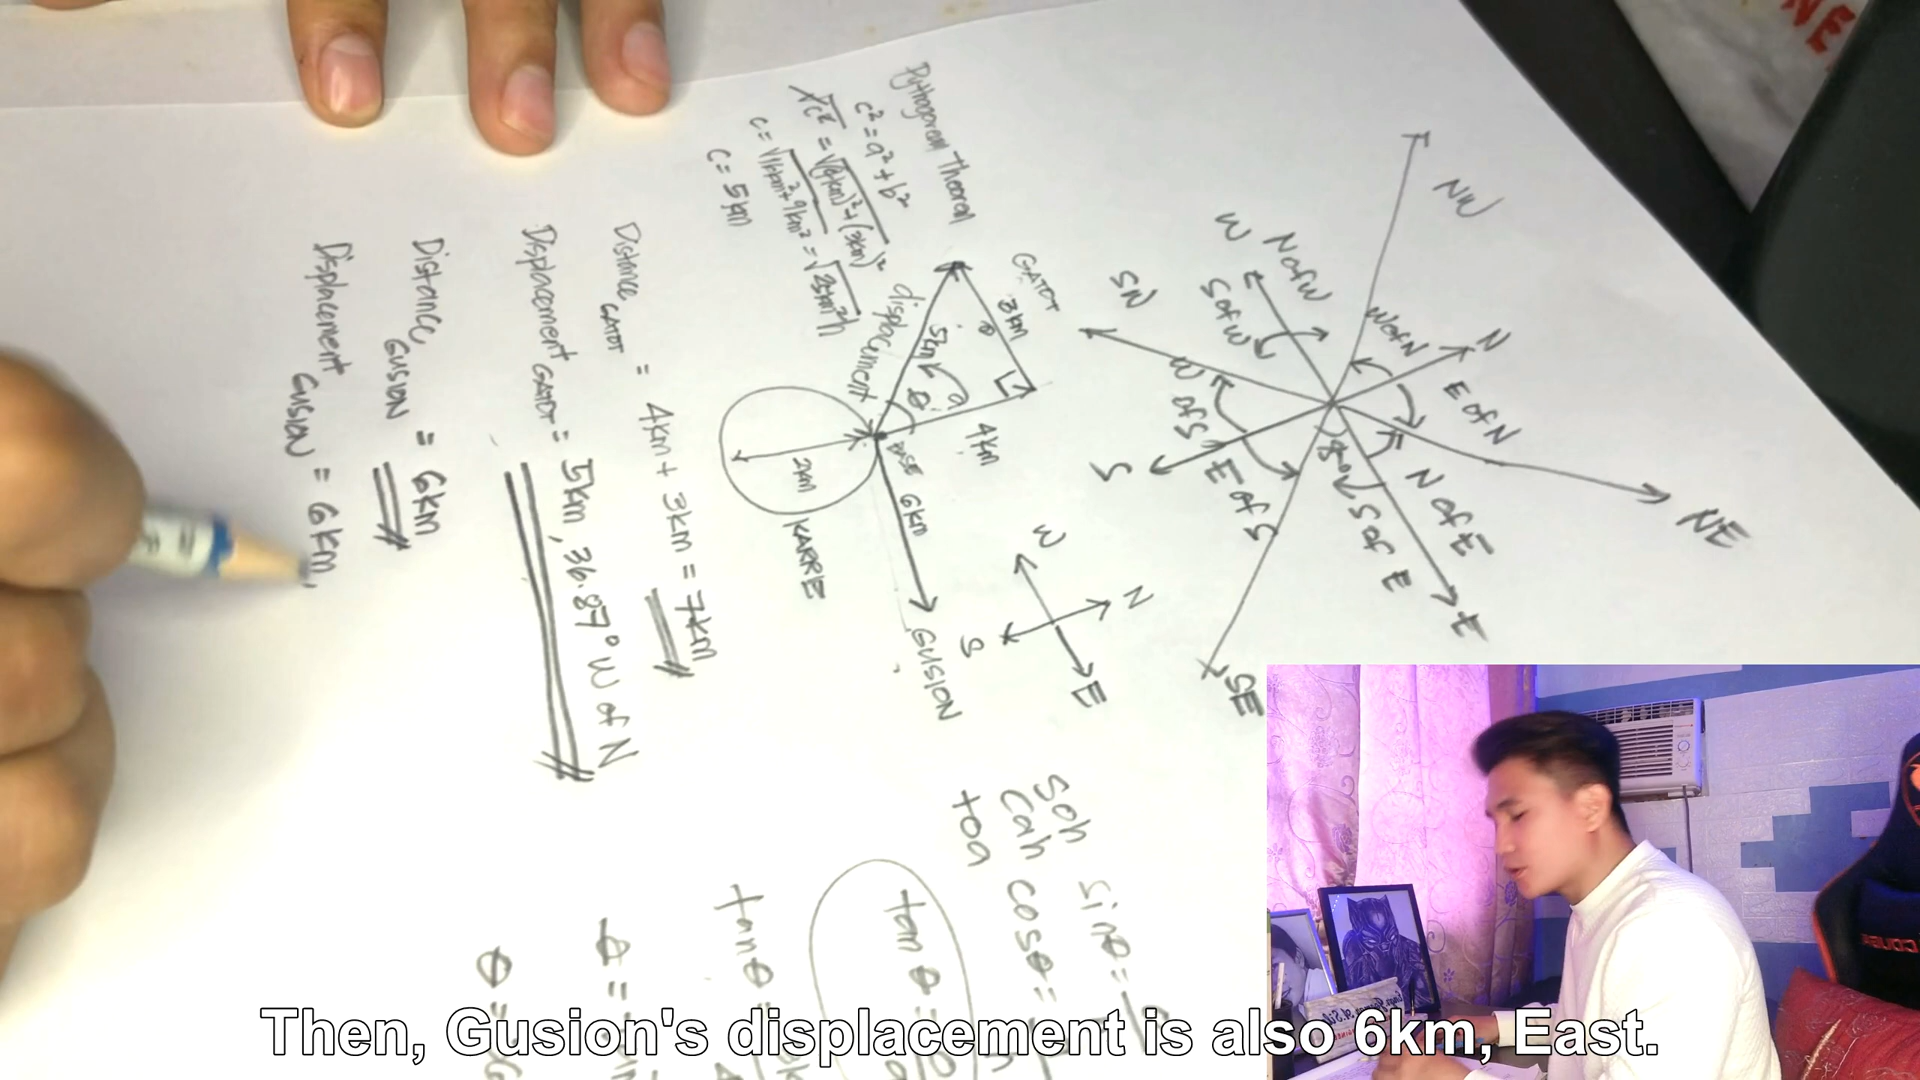 Pythagorean Theorem
c² = a² + b²
√c² = √(4km)² + (3km)²
c = √16km² + 9km² = √25km²
c = 5km
NW
N
NE
E
SE
S
SW
W
W of N
E of N
N of E
S of E
E of S
W of S
S of W
N of W
90°
GATOT
3km
θ
4km
5km
displacement
BASE
6km
GUSION
2km
KARRIE
W
N
S
E
Distance GATOT = 4km + 3km = 7km
Displacement GATOT = 5km, 36.87° W of N
Distance GUSION = 6km
Displacement GUSION = 6km,
soh
cah
toa
sin θ =
cos θ =
tan θ =
tan θ =
θ =
θ =
Then, Gusion's displacement is also 6km, East.